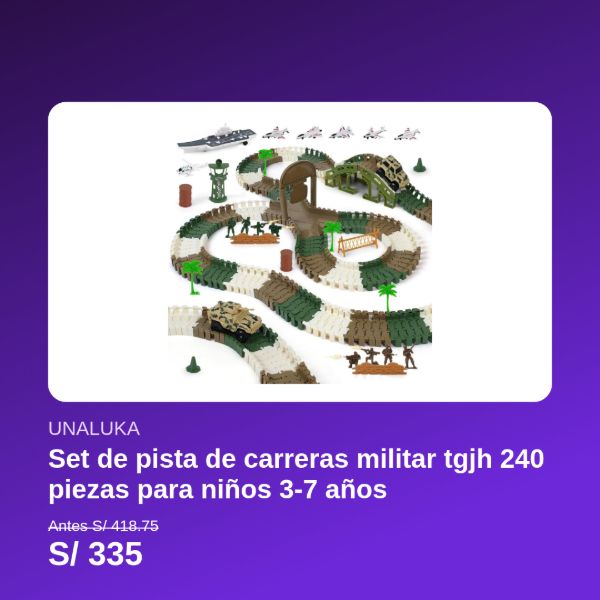 UNALUKA
Set de pista de carreras militar tgjh 240
piezas para niños 3-7 años
Antes S/ 418.75
S/ 335